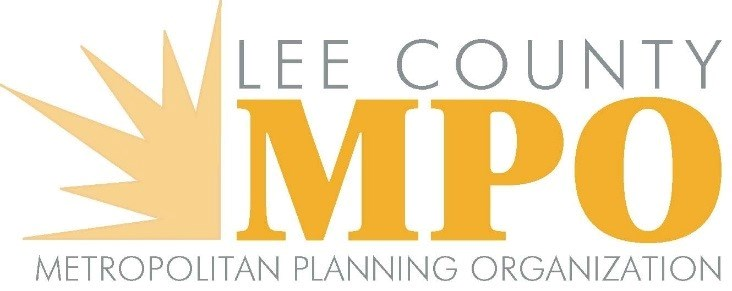 LEE COUNTY
MPO
METROPOLITAN PLANNING ORGANIZATION